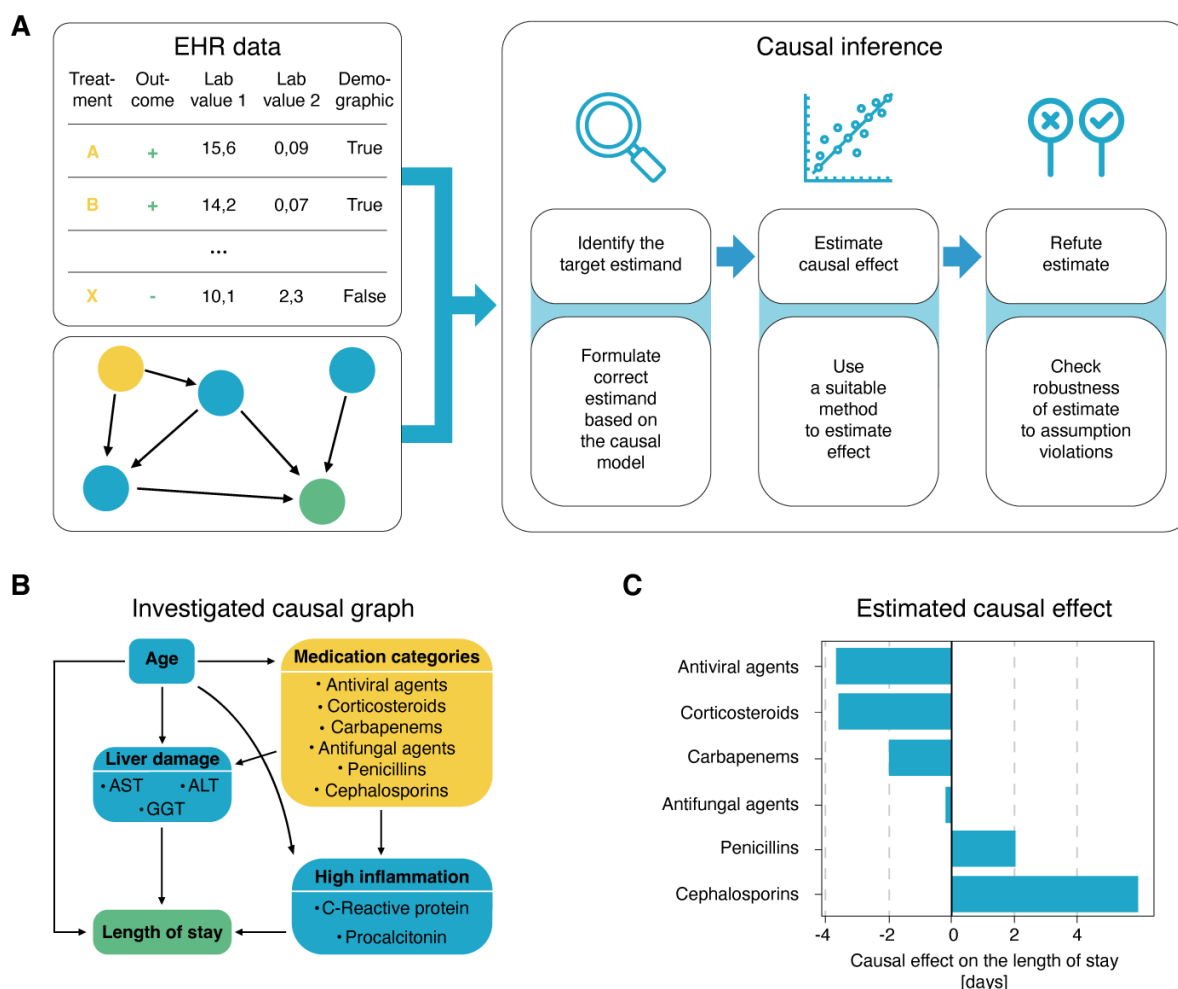 A
EHR data
Treat-
ment
Out-
come
Lab
value 1
Lab
value 2
Demo-
graphic
A + 15,6 0,09 True
B + 14,2 0,07 True
...
X - 10,1 2,3 False
Causal inference
Identify the
target estimand
Estimate
causal effect
Refute
estimate
Formulate
correct
estimand
based on
the causal
model
Use
a suitable
method
to estimate
effect
Check
robustness
of estimate
to assumption
violations
B
Investigated causal graph
Age
Medication categories
• Antiviral agents
• Corticosteroids
• Carbapenems
• Antifungal agents
• Penicillins
• Cephalosporins
Liver damage
• AST • ALT
• GGT
High inflammation
• C-Reactive protein
• Procalcitonin
Length of stay
C
Estimated causal effect
Antiviral agents
Corticosteroids
Carbapenems
Antifungal agents
Penicillins
Cephalosporins
-4 -2 0 2 4
Causal effect on the length of stay
[days]